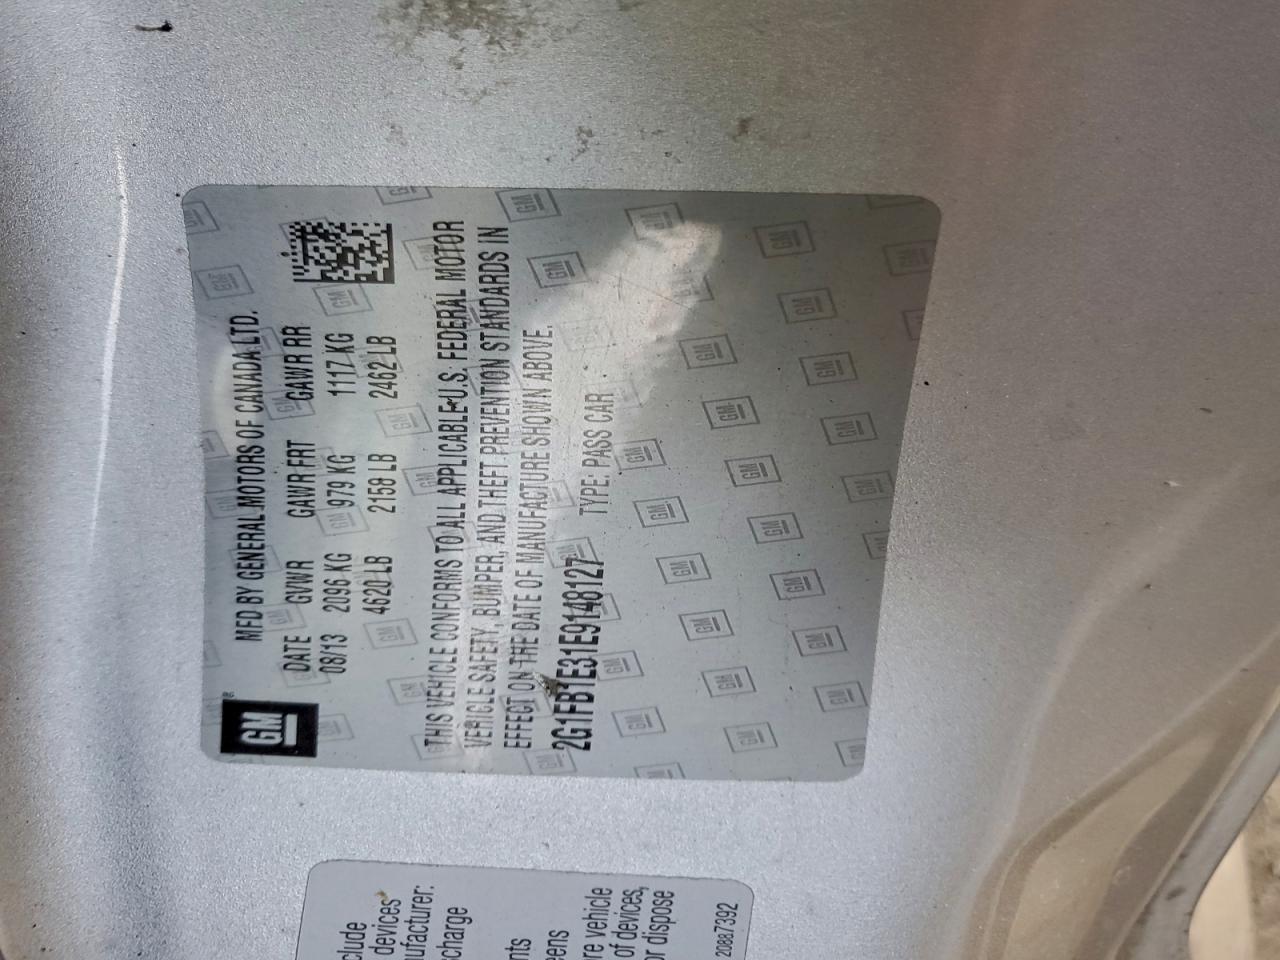 MFD BY GENERAL MOTORS OF CANADA LTD.
DATE GVWR GAWR FRT GAWR RR
08/13 2096 KG 979 KG 1117 KG
4620 LB 2158 LB 2462 LB
THIS VEHICLE CONFORMS TO ALL APPLICABLE U.S. FEDERAL MOTOR
VEHICLE SAFETY, BUMPER, AND THEFT PREVENTION STANDARDS IN
EFFECT ON THE DATE OF MANUFACTURE SHOWN ABOVE.
2G1FB1E31E9148127 TYPE: PASS CAR
GM
®
clude
devices
ufacturer:
scharge
nts
eens
re vehicle
of devices,
or dispose
20887392